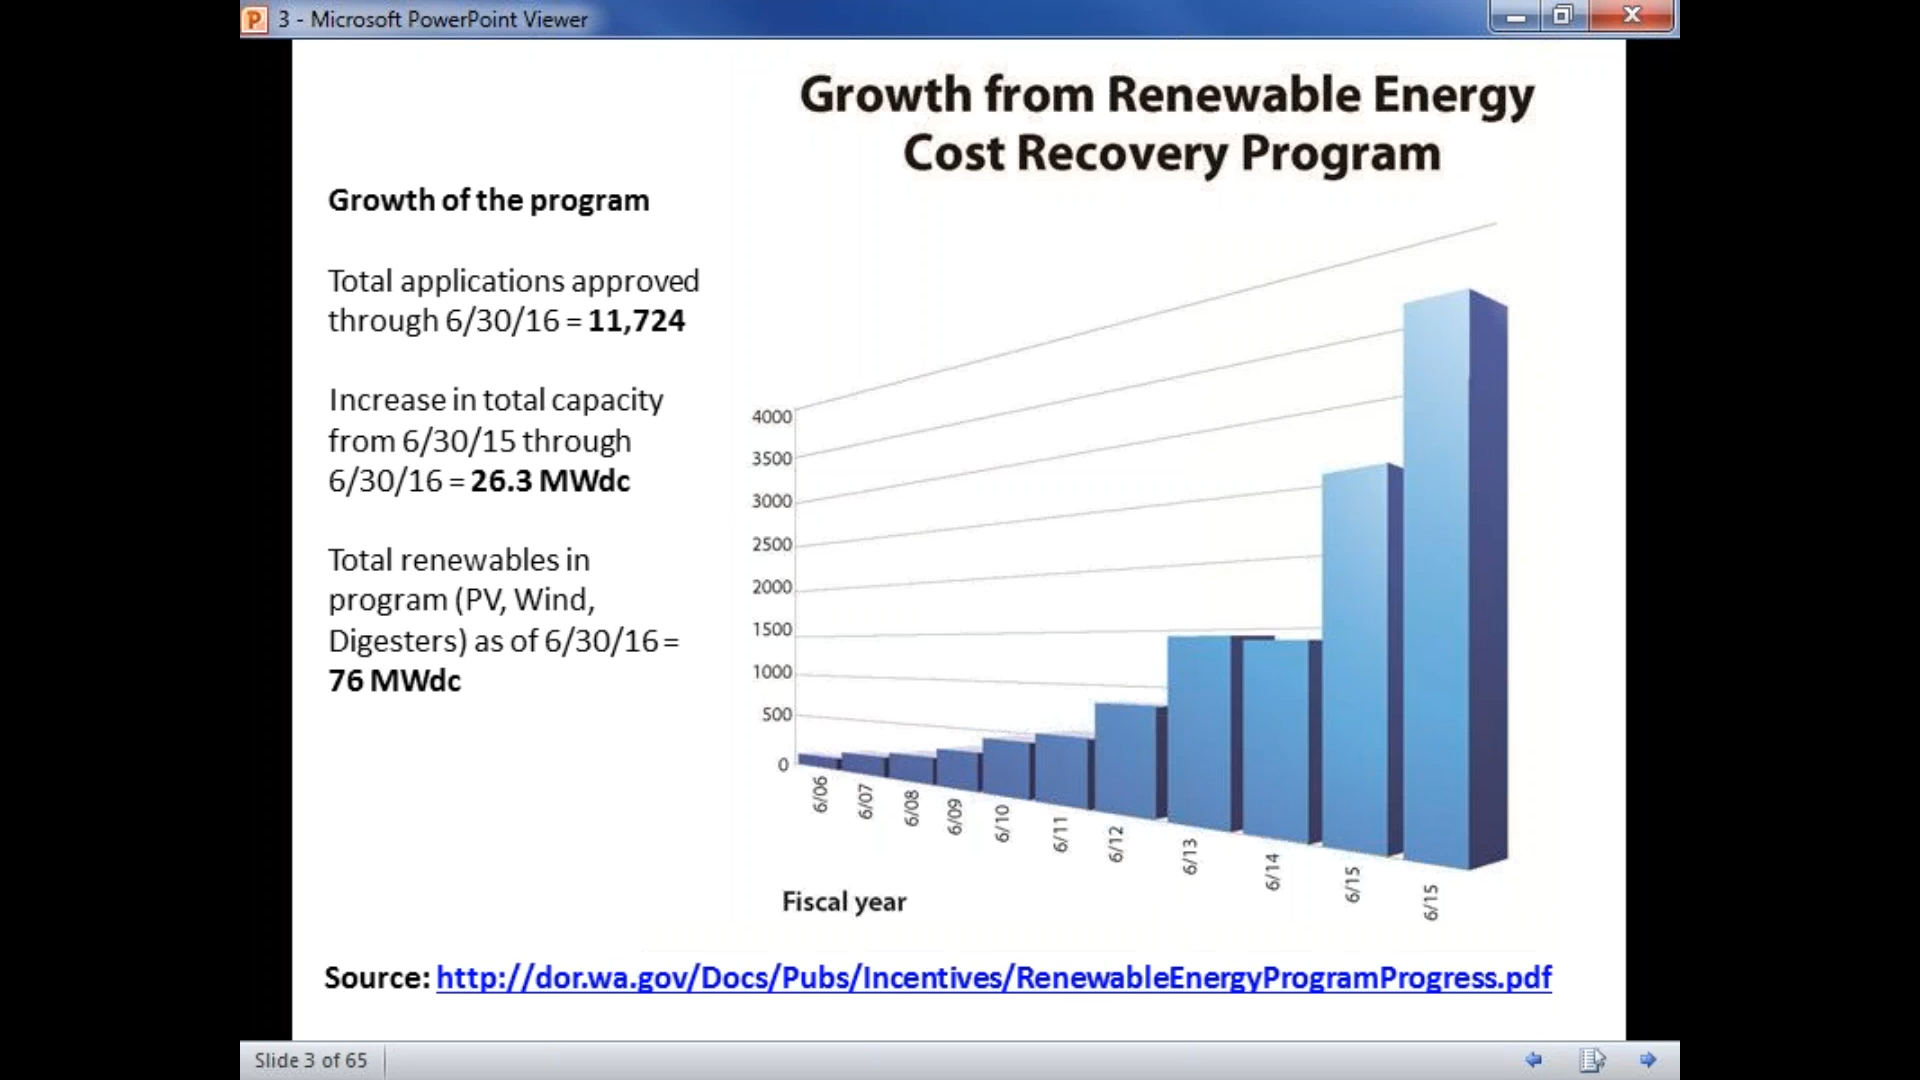 3 - Microsoft PowerPoint Viewer
Growth from Renewable Energy
Cost Recovery Program
Growth of the program
Total applications approved
through 6/30/16 = 11,724
Increase in total capacity
from 6/30/15 through
6/30/16 = 26.3 MWdc
Total renewables in
program (PV, Wind,
Digesters) as of 6/30/16 =
76 MWdc
4000
3500
3000
2500
2000
1500
1000
500
0
6/06
6/07
6/08
6/09
6/10
6/11
6/12
6/13
6/14
6/15
6/15
Fiscal year
Source: http://dor.wa.gov/Docs/Pubs/Incentives/RenewableEnergyProgramProgress.pdf
Slide 3 of 65